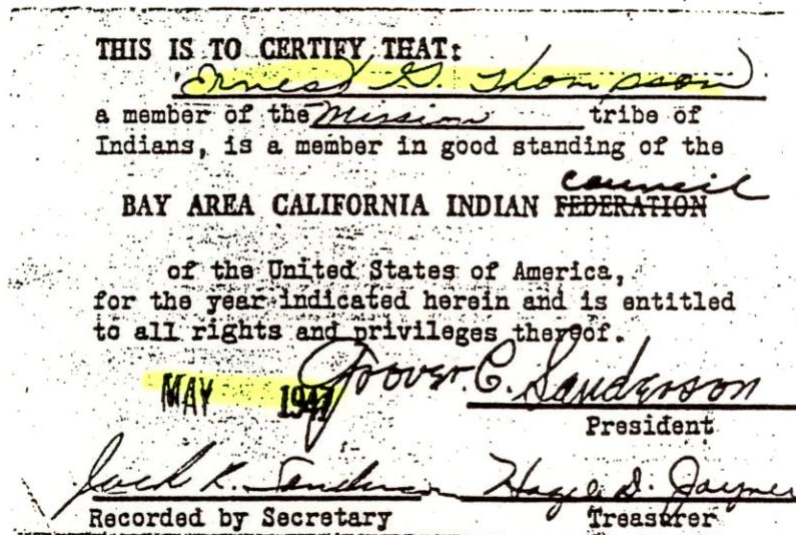 THIS IS TO CERTIFY THAT:
Ernest G. Thompson
a member of the Mission tribe of
Indians, is a member in good standing of the
council
BAY AREA CALIFORNIA INDIAN FEDERATION
of the United States of America,
for the year indicated herein and is entitled
to all rights and privileges thereof.
MAY 1947 Grover C. Sanderson
President
Jack K.
Recorded by Secretary Treasurer